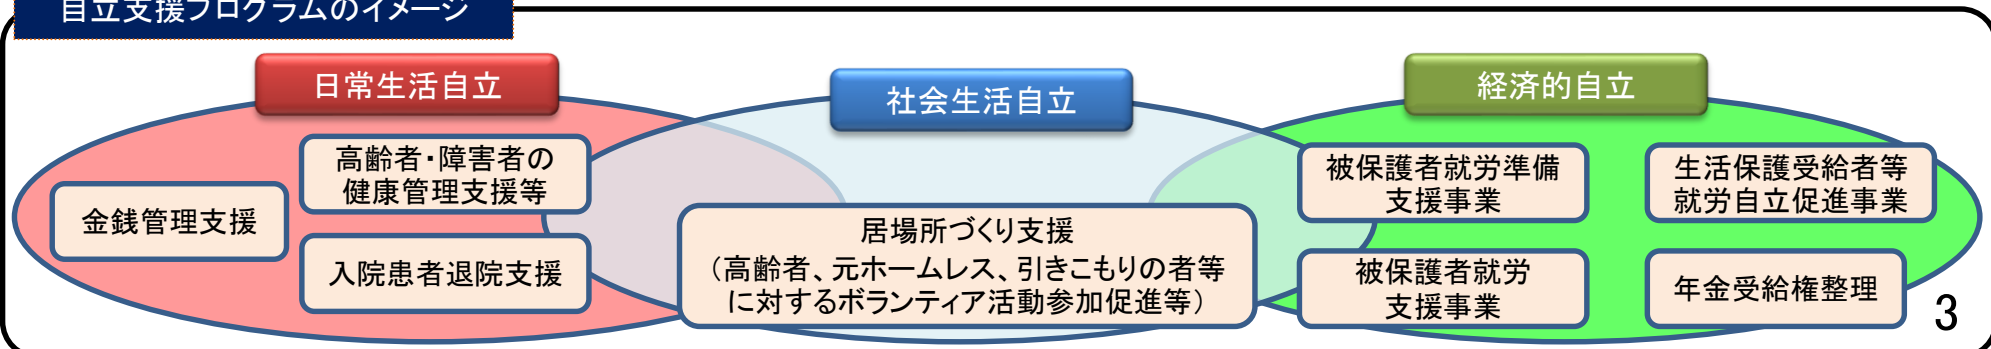 自立支援プログラムのイメージ
日常生活自立
社会生活自立
経済的自立
金銭管理支援
高齢者・障害者の
健康管理支援等
入院患者退院支援
居場所づくり支援
（高齢者、元ホームレス、引きこもりの者等
に対するボランティア活動参加促進等）
被保護者就労準備
支援事業
被保護者就労
支援事業
生活保護受給者等
就労自立促進事業
年金受給権整理
3